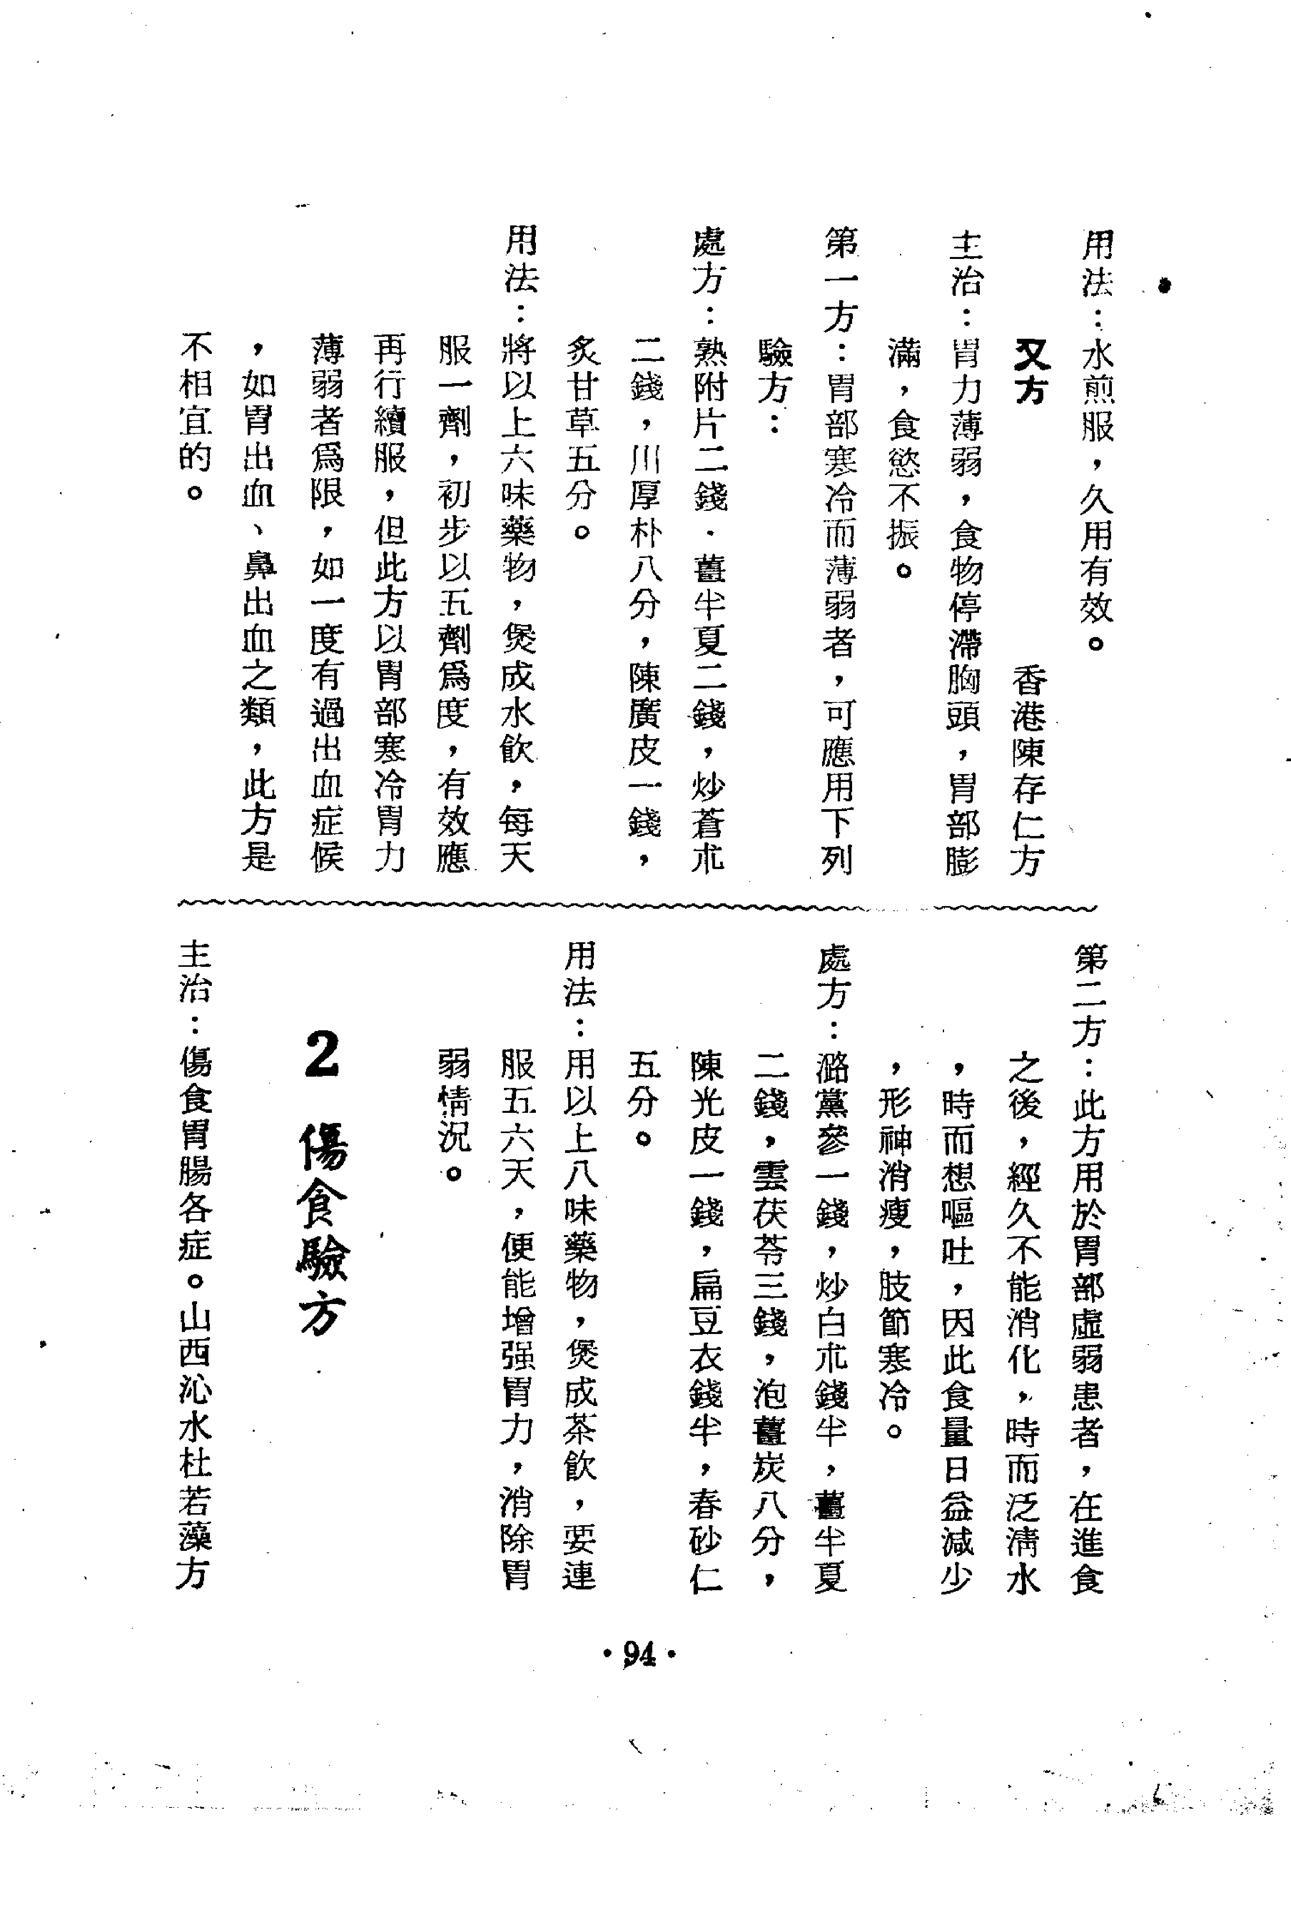 用法：水煎服，久用有效。
又方　香港陳存仁方
主治：胃力薄弱，食物停滯胸頭，胃部膨
滿，食慾不振。
第一方：胃部寒冷而薄弱者，可應用下列
驗方：
處方：熟附片二錢．薑半夏二錢，炒蒼朮
二錢，川厚朴八分，陳廣皮一錢，
炙甘草五分。
用法：將以上六味藥物，煲成水飲，每天
服一劑，初步以五劑爲度，有效應
再行續服，但此方以胃部寒冷胃力
薄弱者爲限，如一度有過出血症候
，如胃出血、鼻出血之類，此方是
不相宜的。
第二方：此方用於胃部虛弱患者，在進食
之後，經久不能消化，時而泛淸水
，時而想嘔吐，因此食量日益減少
，形神消瘦，肢節寒冷。
處方：潞黨參一錢，炒白朮錢半，薑半夏
二錢，雲茯苓三錢，泡薑炭八分，
陳光皮一錢，扁豆衣錢半，春砂仁
五分。
用法：用以上八味藥物，煲成茶飲，要連
服五六天，便能增强胃力，消除胃
弱情況。
2 傷食驗方
主治：傷食胃腸各症。山西沁水杜若藻方
·94·